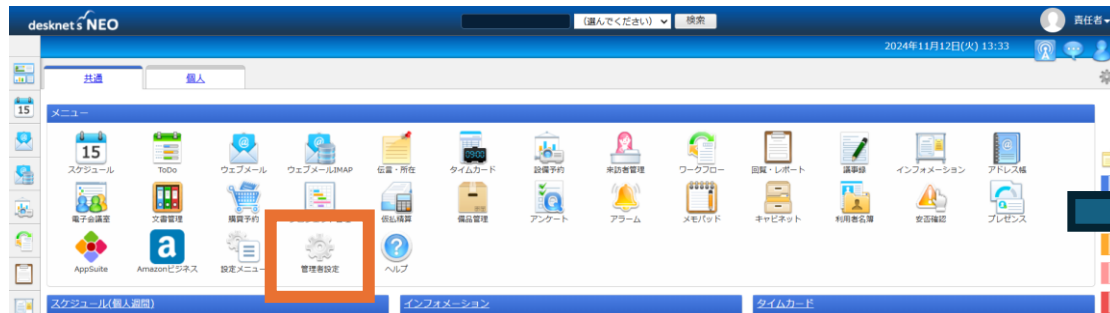 desknet's NEO (選んでください) 検索 責任者
2024年11月12日(火) 13:33
共通 個人
15
メニュー
15 09:00
スケジュール ToDo ウェブメール ウェブメールIMAP 伝言・所在 タイムカード 設備予約 来訪者管理 ワークフロー 回覧・レポート 議事録 インフォメーション アドレス帳
電子会議室 文書管理 購買予約 仮払精算 備品管理 アンケート アラーム メモパッド キャビネット 利用者名簿 安否確認 プレゼンス
AppSuite Amazonビジネス 設定メニュー 管理者設定 ヘルプ
スケジュール(個人週間) インフォメーション タイムカード